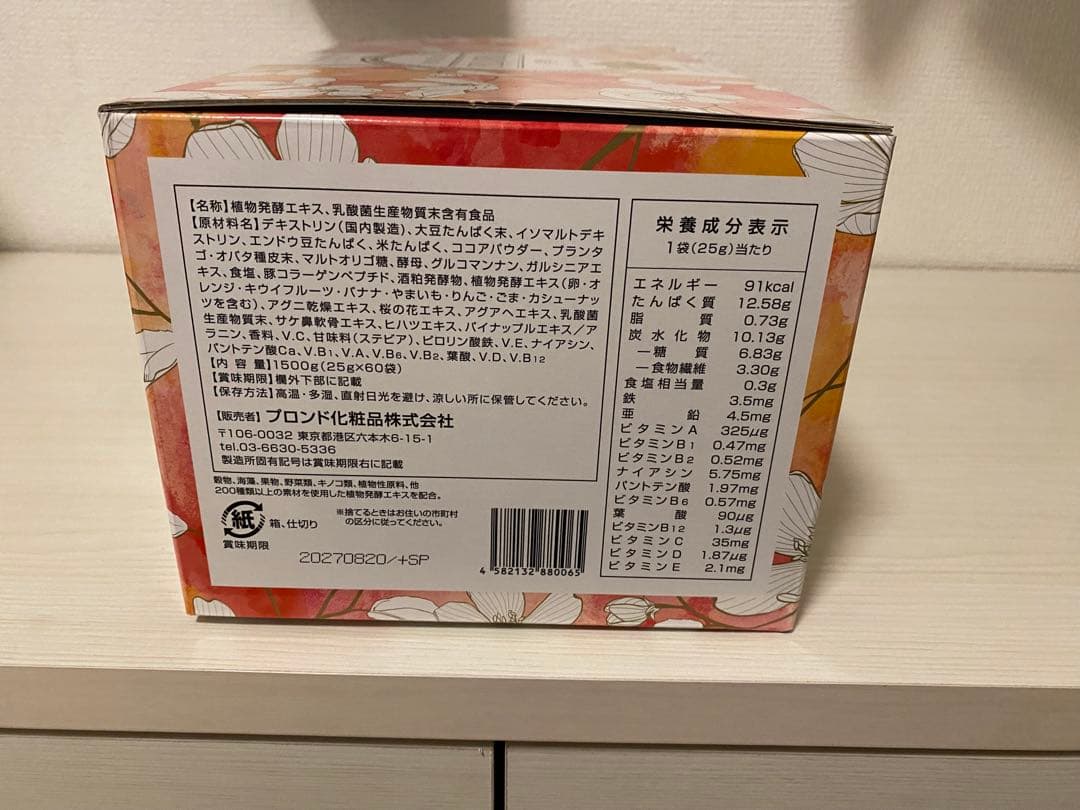 【名称】植物発酵エキス、乳酸菌生産物質末含有食品
【原材料名】デキストリン(国内製造)、大豆たんぱく末、イソマルトデキ
ストリン、エンドウ豆たんぱく、米たんぱく、ココアパウダー、プランタ
ゴ・オバタ種皮末、マルトオリゴ糖、酵母、グルコマンナン、ガルシニアエ
キス、食塩、豚コラーゲンペプチド、酒粕発酵物、植物発酵エキス(卵・オ
レンジ・キウイフルーツ・バナナ・やまいも・りんご・ごま・カシューナッ
ツを含む)、アグニ乾燥エキス、桜の花エキス、アグアヘエキス、乳酸菌
生産物質末、サケ鼻軟骨エキス、ヒハツエキス、パイナップルエキス/ア
ラニン、香料、V.C、甘味料(ステビア)、ピロリン酸鉄、V.E、ナイアシン、
パントテン酸Ca、V.B1、V.A、V.B6、V.B2、葉酸、V.D、V.B12
【内 容 量】1500g(25g×60袋)
【賞味期限】欄外下部に記載
【保存方法】高温・多湿、直射日光を避け、涼しい所に保管してください。
【販売者】ブロンド化粧品株式会社
〒106-0032 東京都港区六本木6-15-1
tel.03-6630-5336
製造所固有記号は賞味期限右に記載
穀物、海藻、果物、野菜類、キノコ類、植物性原料、他
200種類以上の素材を使用した植物発酵エキスを配合。
紙
箱、仕切り
※捨てるときはお住いの市町村
の区分に従ってください。
賞味期限
20270820/+SP
4 582132 880065
栄養成分表示
1袋(25g)当たり
エネルギー 91kcal
たんぱく質 12.58g
脂 質 0.73g
炭水化物 10.13g
ー糖 質 6.83g
ー食物繊維 3.30g
食塩相当量 0.3g
鉄 3.5mg
亜 鉛 4.5mg
ビタミンA 325μg
ビタミンB1 0.47mg
ビタミンB2 0.52mg
ナイアシン 5.75mg
パントテン酸 1.97mg
ビタミンB6 0.57mg
葉 酸 90μg
ビタミンB12 1.3μg
ビタミンC 35mg
ビタミンD 1.87μg
ビタミンE 2.1mg